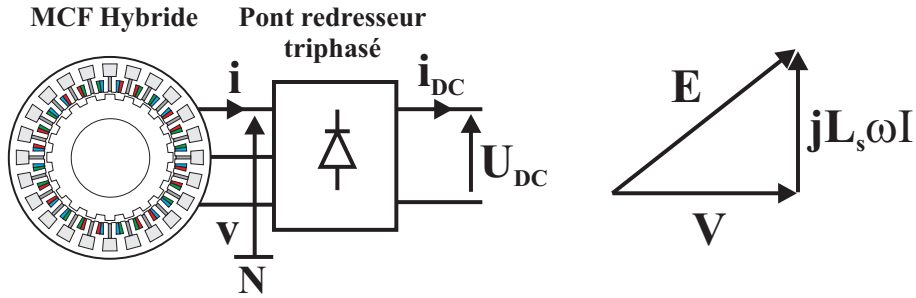 MCF Hybride
Pont redresseur
triphasé
i
i_DC
U_DC
v
N
E
jL_sωI
V